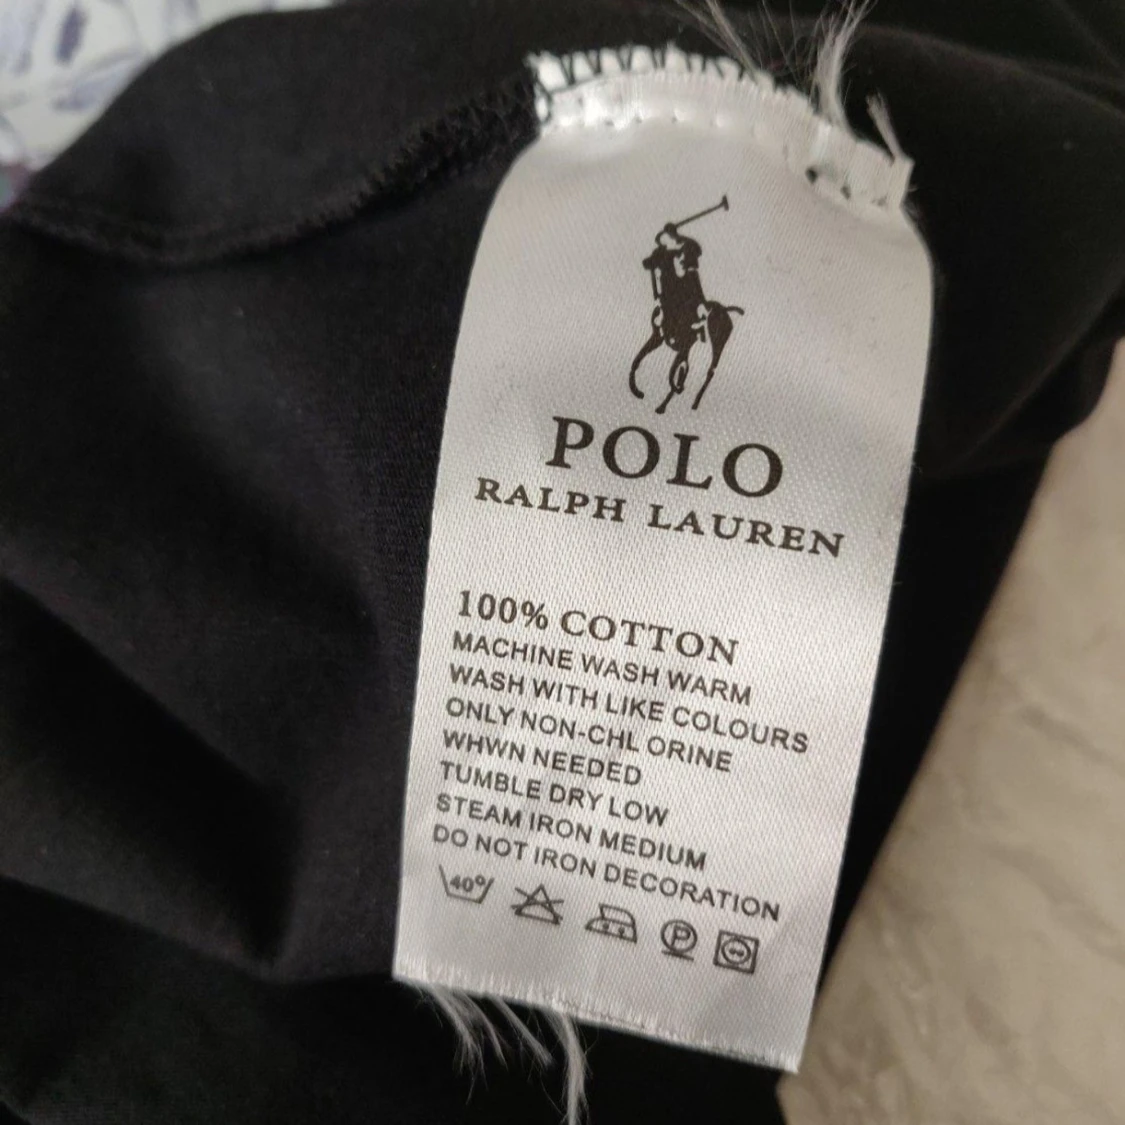 POLO
RALPH LAUREN
100% COTTON
MACHINE WASH WARM
WASH WITH LIKE COLOURS
ONLY NON-CHL ORINE
WHWN NEEDED
TUMBLE DRY LOW
STEAM IRON MEDIUM
DO NOT IRON DECORATION
40° P